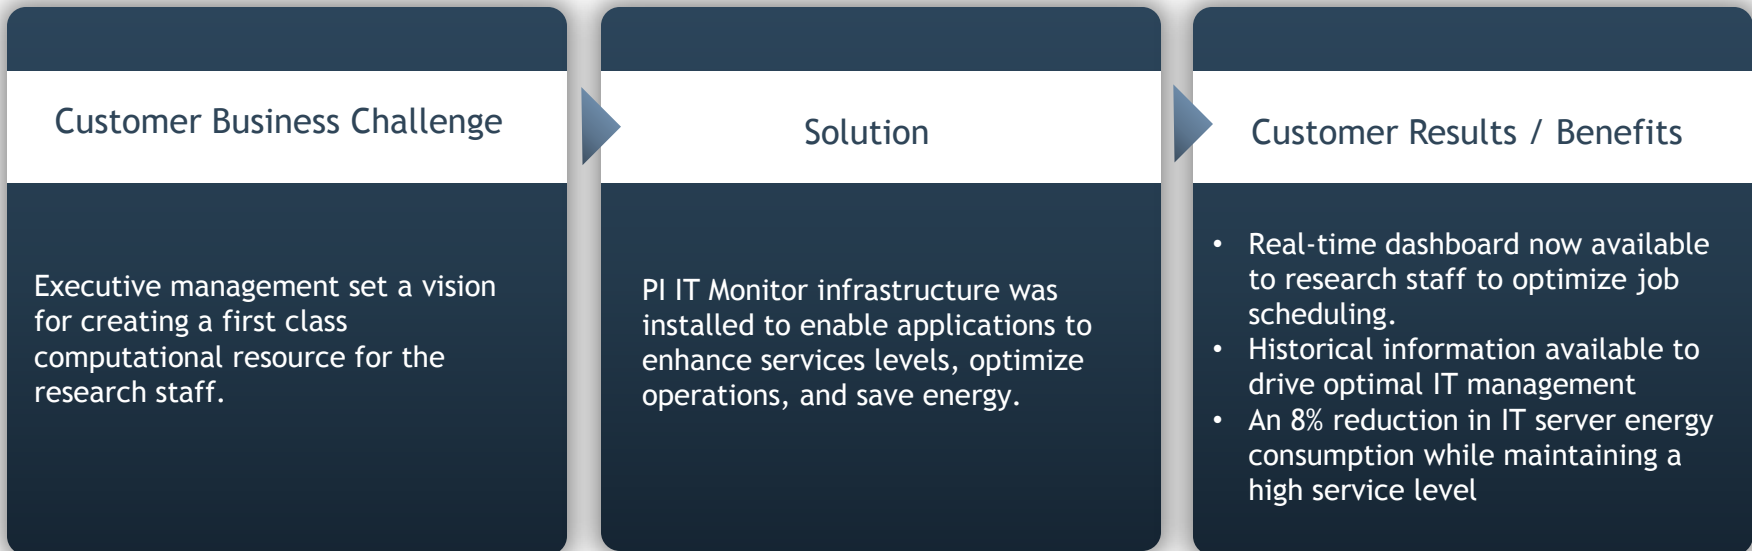 Customer Business Challenge
Executive management set a vision
for creating a first class
computational resource for the
research staff.
Solution
PI IT Monitor infrastructure was
installed to enable applications to
enhance services levels, optimize
operations, and save energy.
Customer Results / Benefits
• Real-time dashboard now available
to research staff to optimize job
scheduling.
• Historical information available to
drive optimal IT management
• An 8% reduction in IT server energy
consumption while maintaining a
high service level